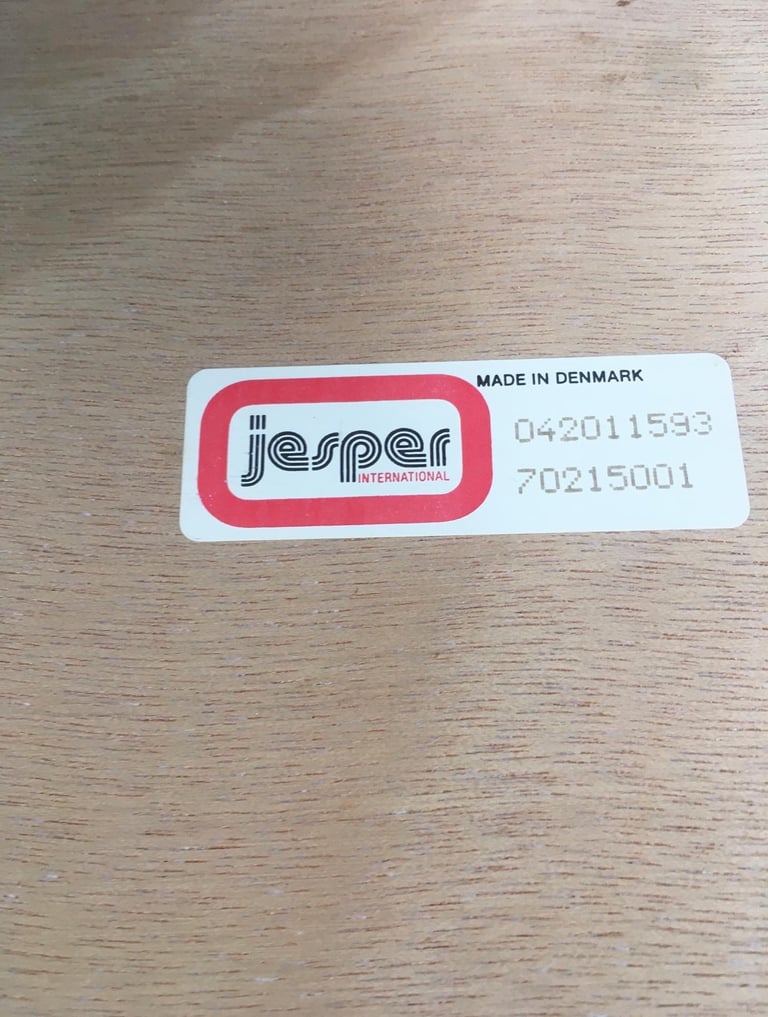 jesper
INTERNATIONAL
MADE IN DENMARK
042011593
70215001